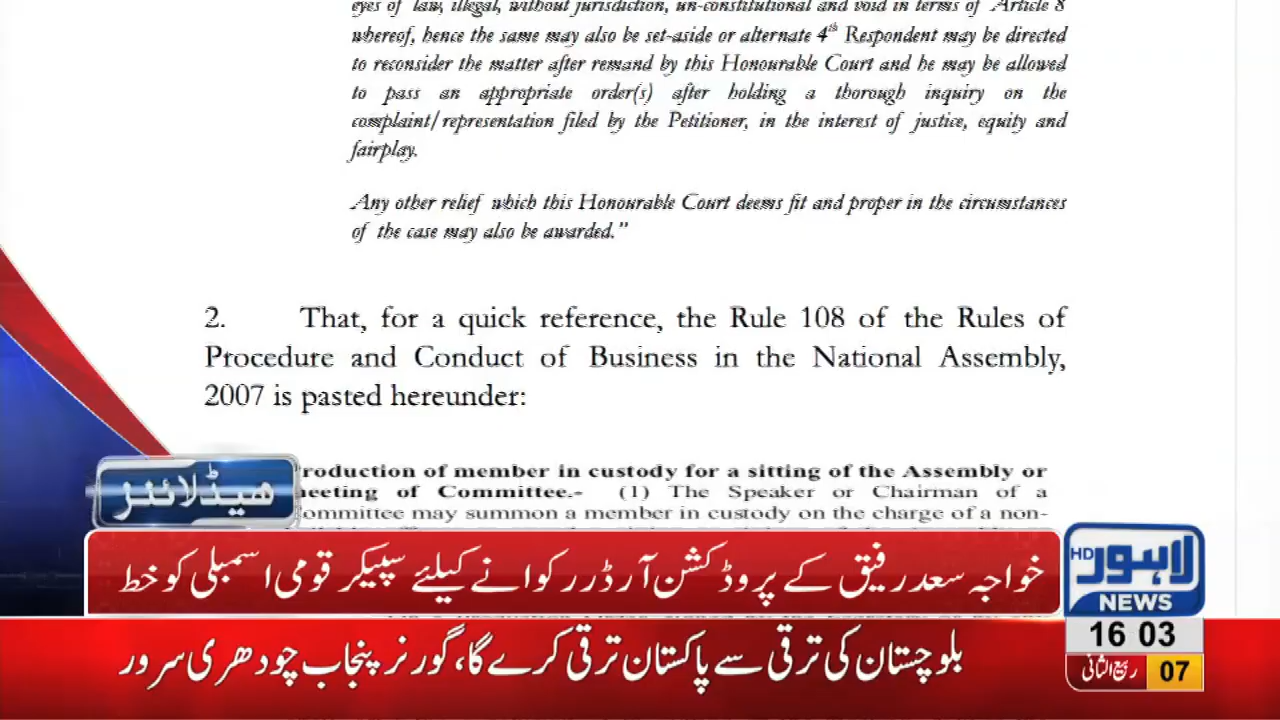 eyes of law, illegal, without jurisdiction, un-constitutional and void in terms of Article 8
whereof, hence the same may also be set-aside or alternate 4th Respondent may be directed
to reconsider the matter after remand by this Honourable Court and he may be allowed
to pass an appropriate order(s) after holding a thorough inquiry on the
complaint/representation filed by the Petitioner, in the interest of justice, equity and
fairplay.
Any other relief which this Honourable Court deems fit and proper in the circumstances
of the case may also be awarded."
2. That, for a quick reference, the Rule 108 of the Rules of
Procedure and Conduct of Business in the National Assembly,
2007 is pasted hereunder:
roduction of member in custody for a sitting of the Assembly or
eeting of Committee.- (1) The Speaker or Chairman of a
ommittee may summon a member in custody on the charge of a non-
ہیڈلائنز
خواجہ سعد رفیق کے پروڈکشن آرڈر رکوانے کیلئے سپیکر قومی اسمبلی کو خط
HD لاہور
NEWS
16 03
بلوچستان کی ترقی سے پاکستان ترقی کرے گا، گورنر پنجاب چودھری سرور
ربیع الثانی 07